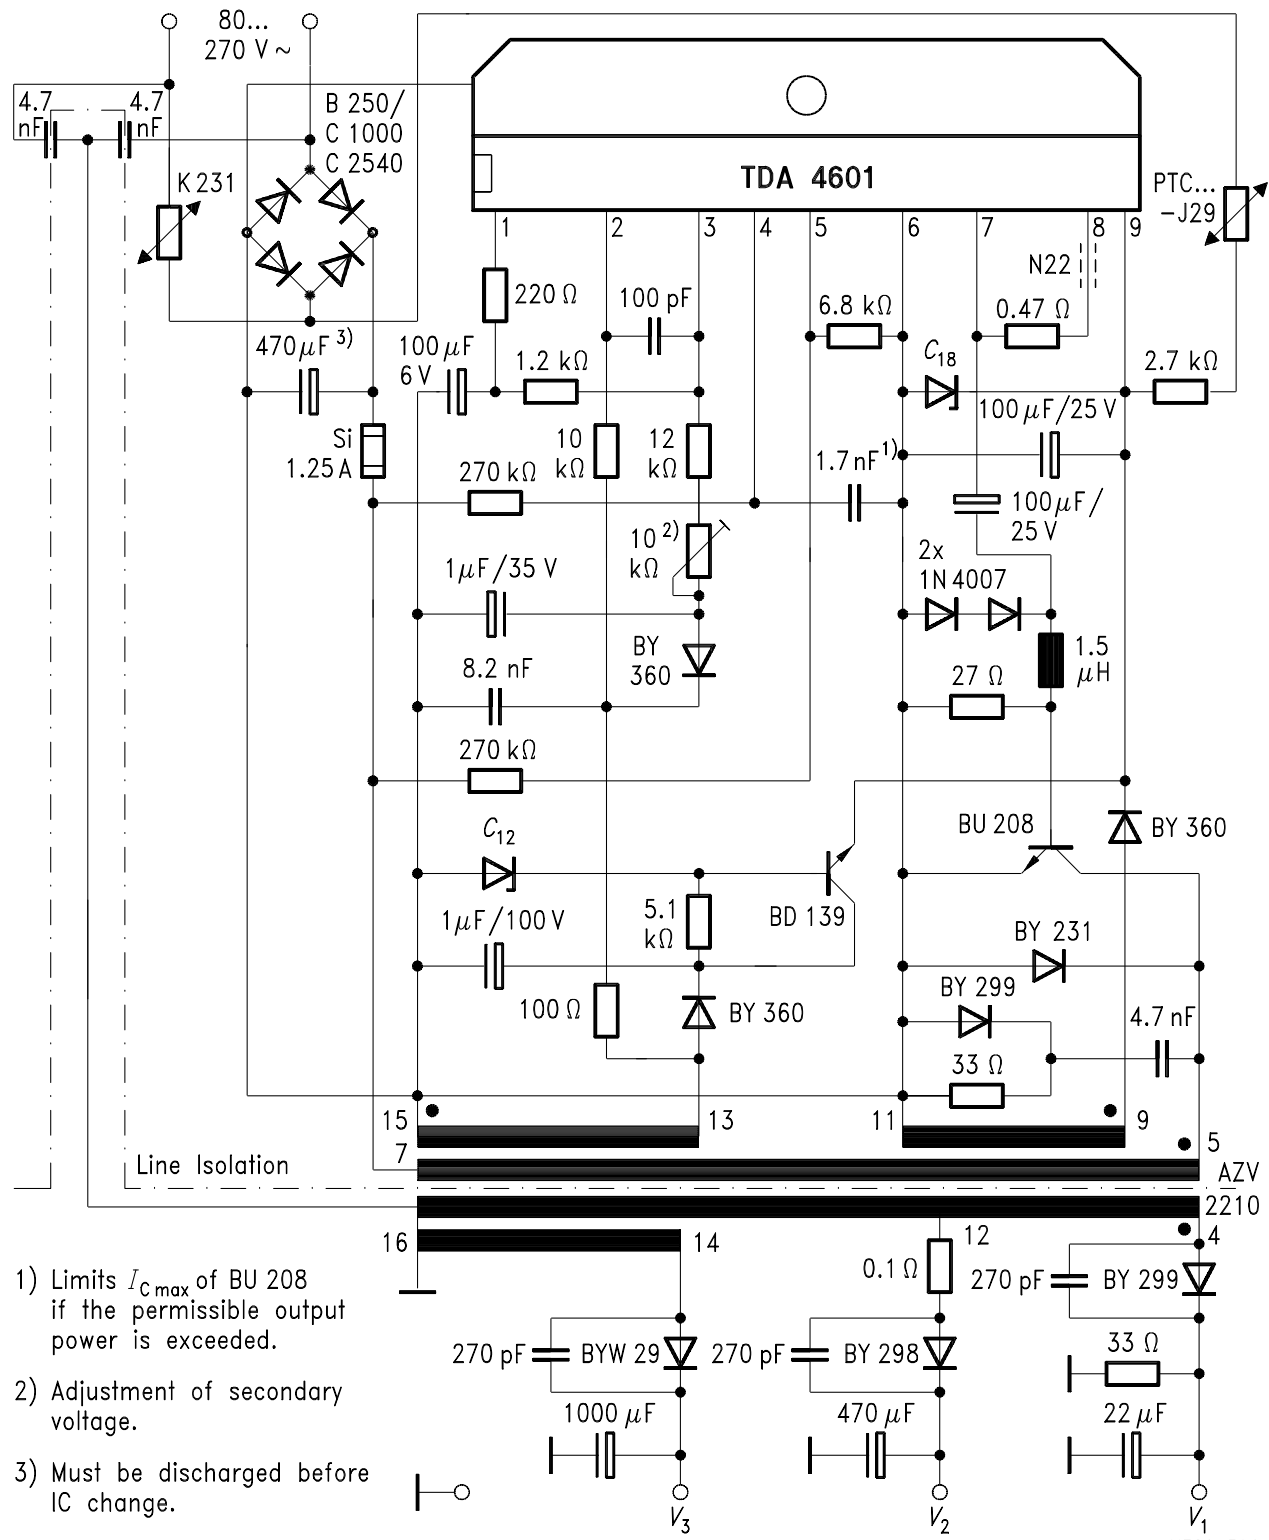 80...
270 V ~
4.7
nF
4.7
nF
B 250/
C 1000
C 2540
K 231
TDA 4601
PTC...
-J29
1
2
3
4
5
6
7
8
9
N22
220 Ω
100 pF
6.8 kΩ
0.47 Ω
470 µF 3)
100 µF
6 V
1.2 kΩ
C18
2.7 kΩ
100 µF/25 V
Si
1.25 A
10
kΩ
12
kΩ
270 kΩ
1.7 nF 1)
100 µF/
25 V
10 2)
kΩ
2x
1N 4007
1 µF/35 V
BY
360
8.2 nF
1.5
µH
27 Ω
270 kΩ
C12
BU 208
BY 360
1 µF/100 V
5.1
kΩ
BD 139
BY 231
BY 299
100 Ω
BY 360
4.7 nF
33 Ω
15
13
11
9
7
5
Line Isolation
AZV
2210
16
14
12
4
0.1 Ω
270 pF
BY 299
1) Limits IC max of BU 208
if the permissible output
power is exceeded.
270 pF
BYW 29
270 pF
BY 298
33 Ω
2) Adjustment of secondary
voltage.
1000 µF
470 µF
22 µF
3) Must be discharged before
IC change.
V3
V2
V1